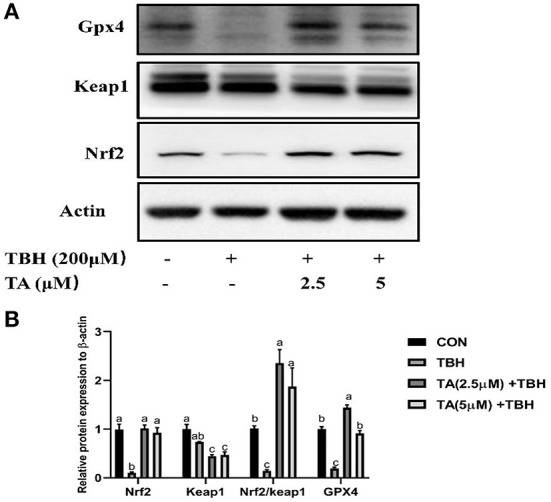 A
Gpx4
Keap1
Nrf2
Actin
TBH (200μM) - + + +
TA (μM) - - 2.5 5
B
Relative protein expression to β-actin
3
2
1
0
a b a a
a ab c c
b c a a
b c a b
Nrf2 Keap1 Nrf2/keap1 GPX4
CON
TBH
TA(2.5μM) +TBH
TA(5μM) +TBH